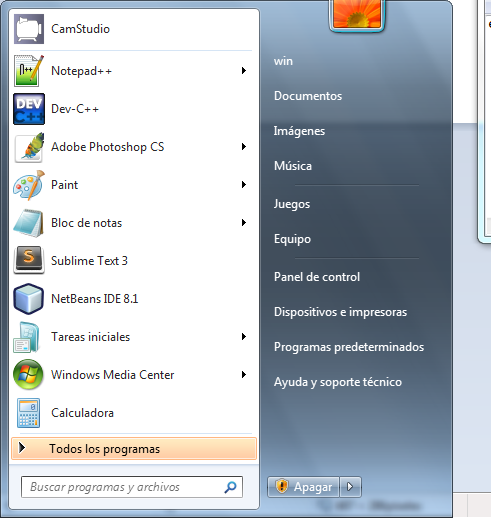 CamStudio
Notepad++
Dev-C++
Adobe Photoshop CS
Paint
Bloc de notas
Sublime Text 3
NetBeans IDE 8.1
Tareas iniciales
Windows Media Center
Calculadora
Todos los programas
Buscar programas y archivos
win
Documentos
Imágenes
Música
Juegos
Equipo
Panel de control
Dispositivos e impresoras
Programas predeterminados
Ayuda y soporte técnico
Apagar